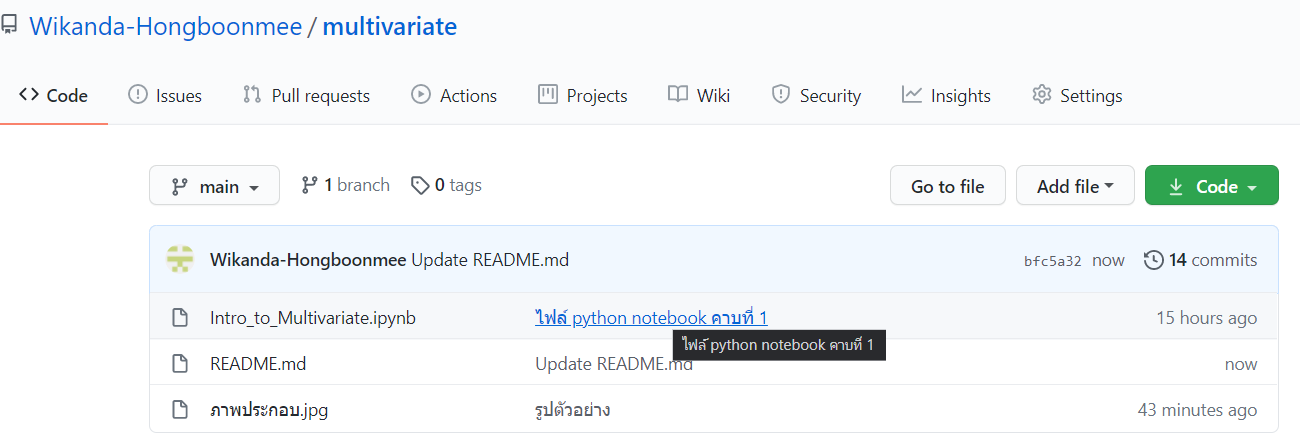 Wikanda-Hongboonmee / multivariate
Code Issues Pull requests Actions Projects Wiki Security Insights Settings
main 1 branch 0 tags Go to file Add file Code
Wikanda-Hongboonmee Update README.md bfc5a32 now 14 commits
Intro_to_Multivariate.ipynb ไฟล์ python notebook คาบที่ 1 15 hours ago
ไฟล์ python notebook คาบที่ 1
README.md Update README.md now
ภาพประกอบ.jpg รูปตัวอย่าง 43 minutes ago